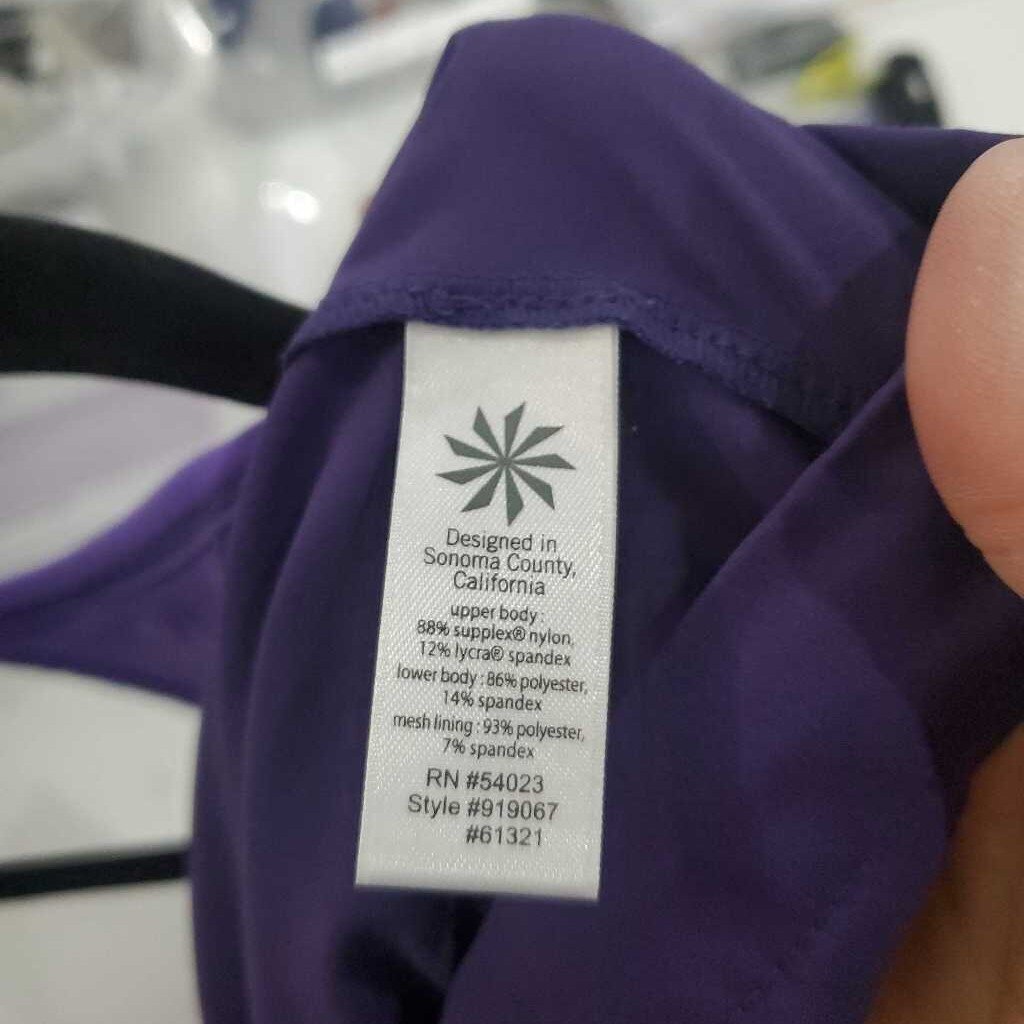 Designed in
Sonoma County,
California
upper body :
88% supplex® nylon,
12% lycra® spandex
lower body : 86% polyester,
14% spandex
mesh lining : 93% polyester,
7% spandex
RN #54023
Style #919067
#61321